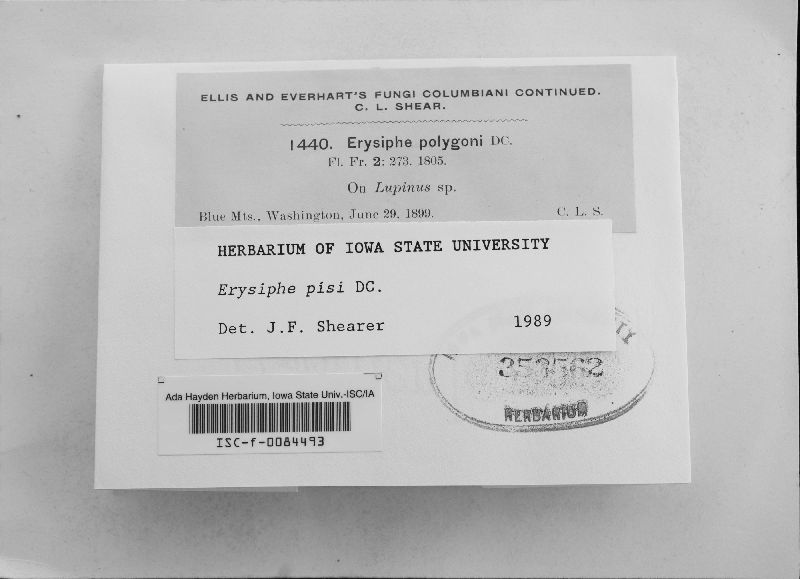 ELLIS AND EVERHART'S FUNGI COLUMBIANI CONTINUED.
C. L. SHEAR.
1440. Erysiphe polygoni DC.
Fl. Fr. 2: 273. 1805.
On Lupinus sp.
Blue Mts., Washington, June 29, 1899. C. L. S.
HERBARIUM OF IOWA STATE UNIVERSITY
Erysiphe pisi DC.
Det. J.F. Shearer 1989
Ada Hayden Herbarium, Iowa State Univ.-ISC/IA
ISC-f-0084493
HERBARIUM